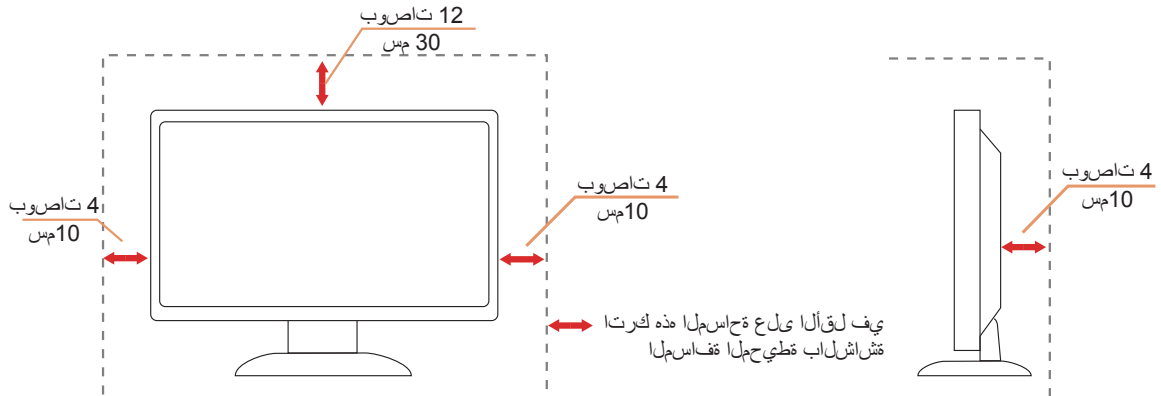 12 تاصوب
30 مس
4 تاصوب
10مس
4 تاصوب
10مس
4 تاصوب
10مس
يف لقألا ىلع ةحاسملا هذه كرتا
ةشاشلاب ةطيحملا ةفاسملا